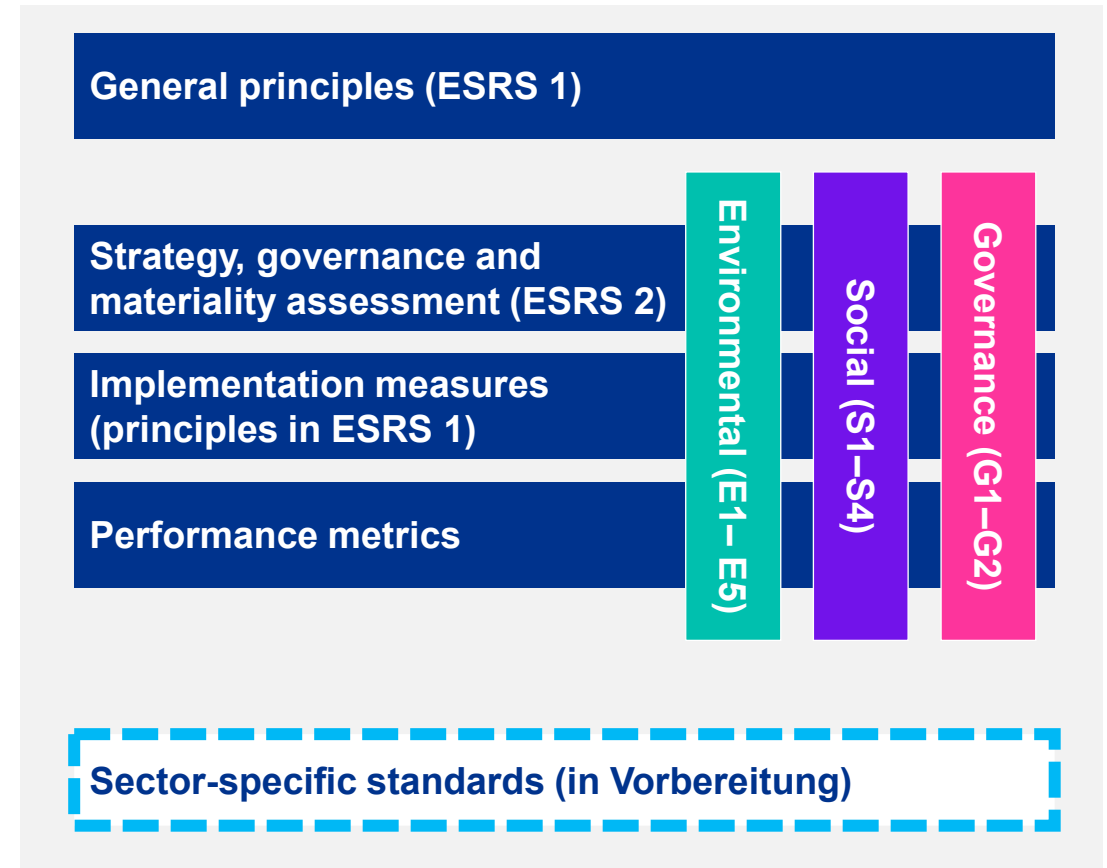 General principles (ESRS 1)
Strategy, governance and
materiality assessment (ESRS 2)
Implementation measures
(principles in ESRS 1)
Performance metrics
Environmental (E1– E5)
Social (S1–S4)
Governance (G1–G2)
Sector-specific standards (in Vorbereitung)